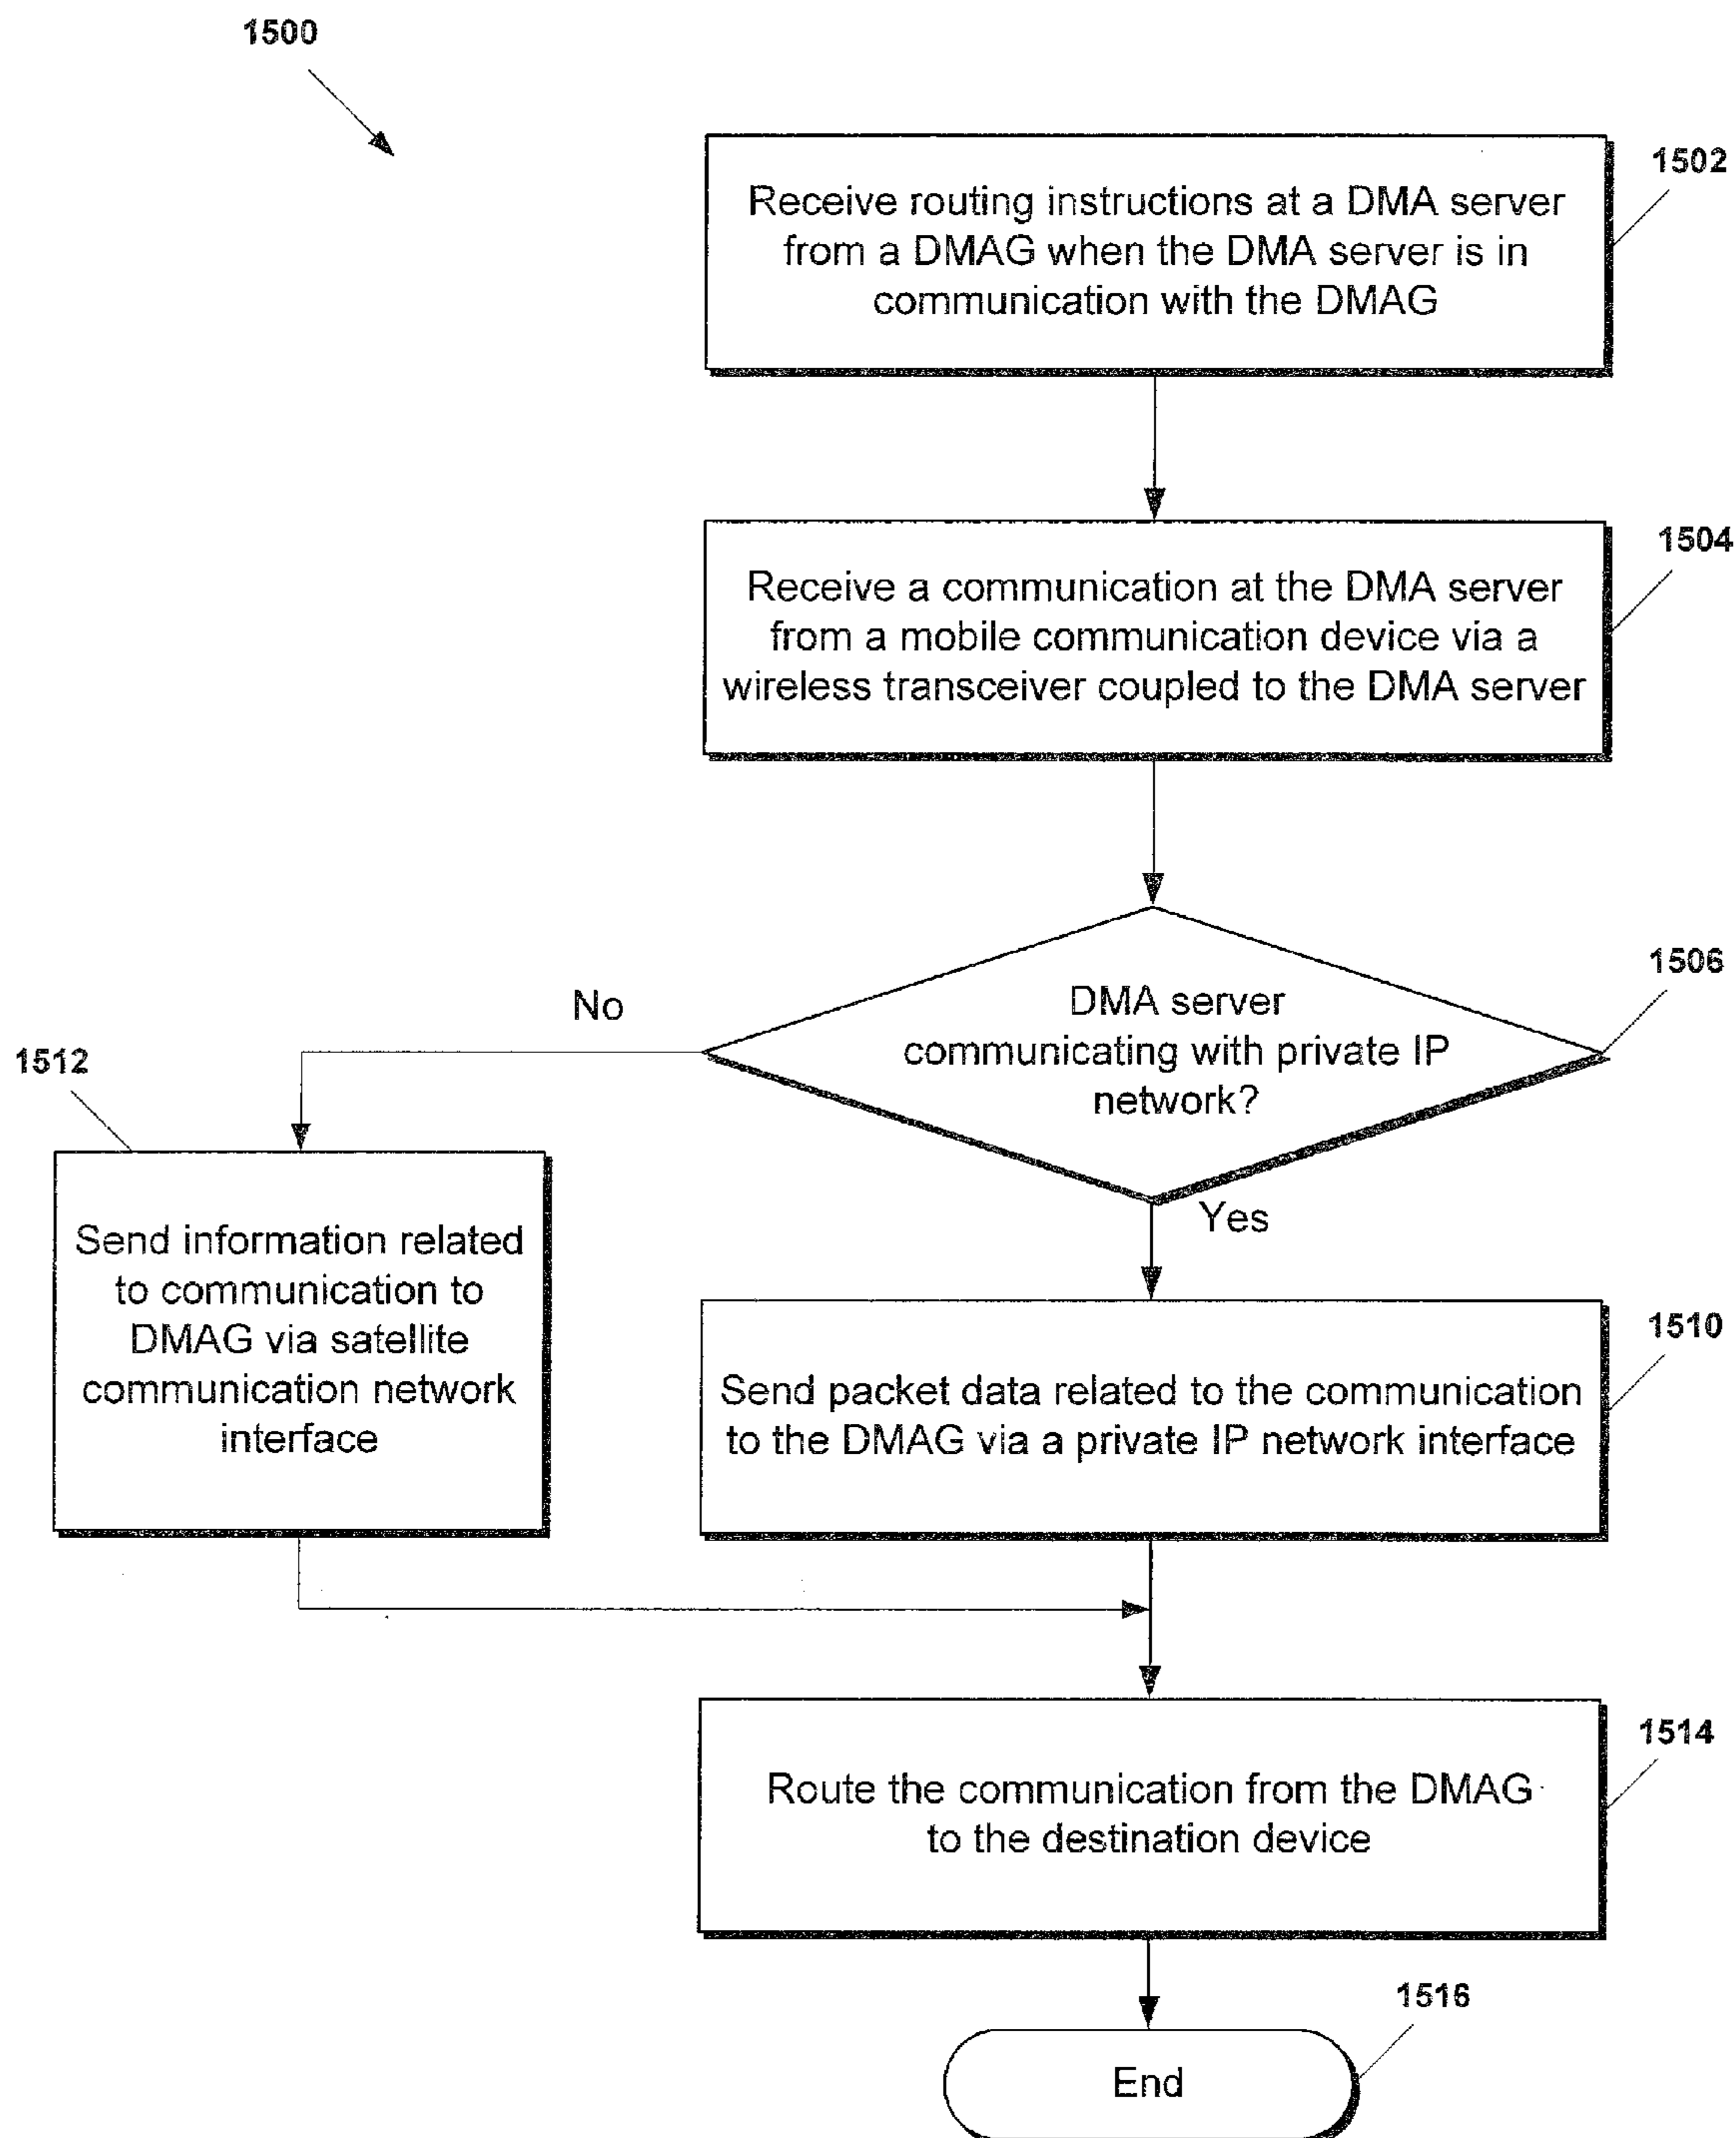 1500
1502
Receive routing instructions at a DMA server
from a DMAG when the DMA server is in
communication with the DMAG
1504
Receive a communication at the DMA server
from a mobile communication device via a
wireless transceiver coupled to the DMA server
1506
DMA server
communicating with private IP
network?
No
Yes
1512
Send information related
to communication to
DMAG via satellite
communication network
interface
1510
Send packet data related to the communication
to the DMAG via a private IP network interface
1514
Route the communication from the DMAG
to the destination device
1516
End